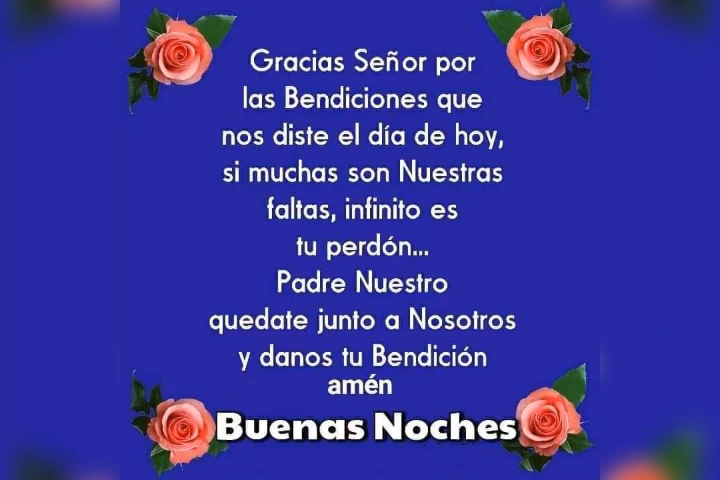 Gracias Señor por
las Bendiciones que
nos diste el día de hoy,
si muchas son Nuestras
faltas, infinito es
tu perdón...
Padre Nuestro
quedate junto a Nosotros
y danos tu Bendición
amén
Buenas Noches